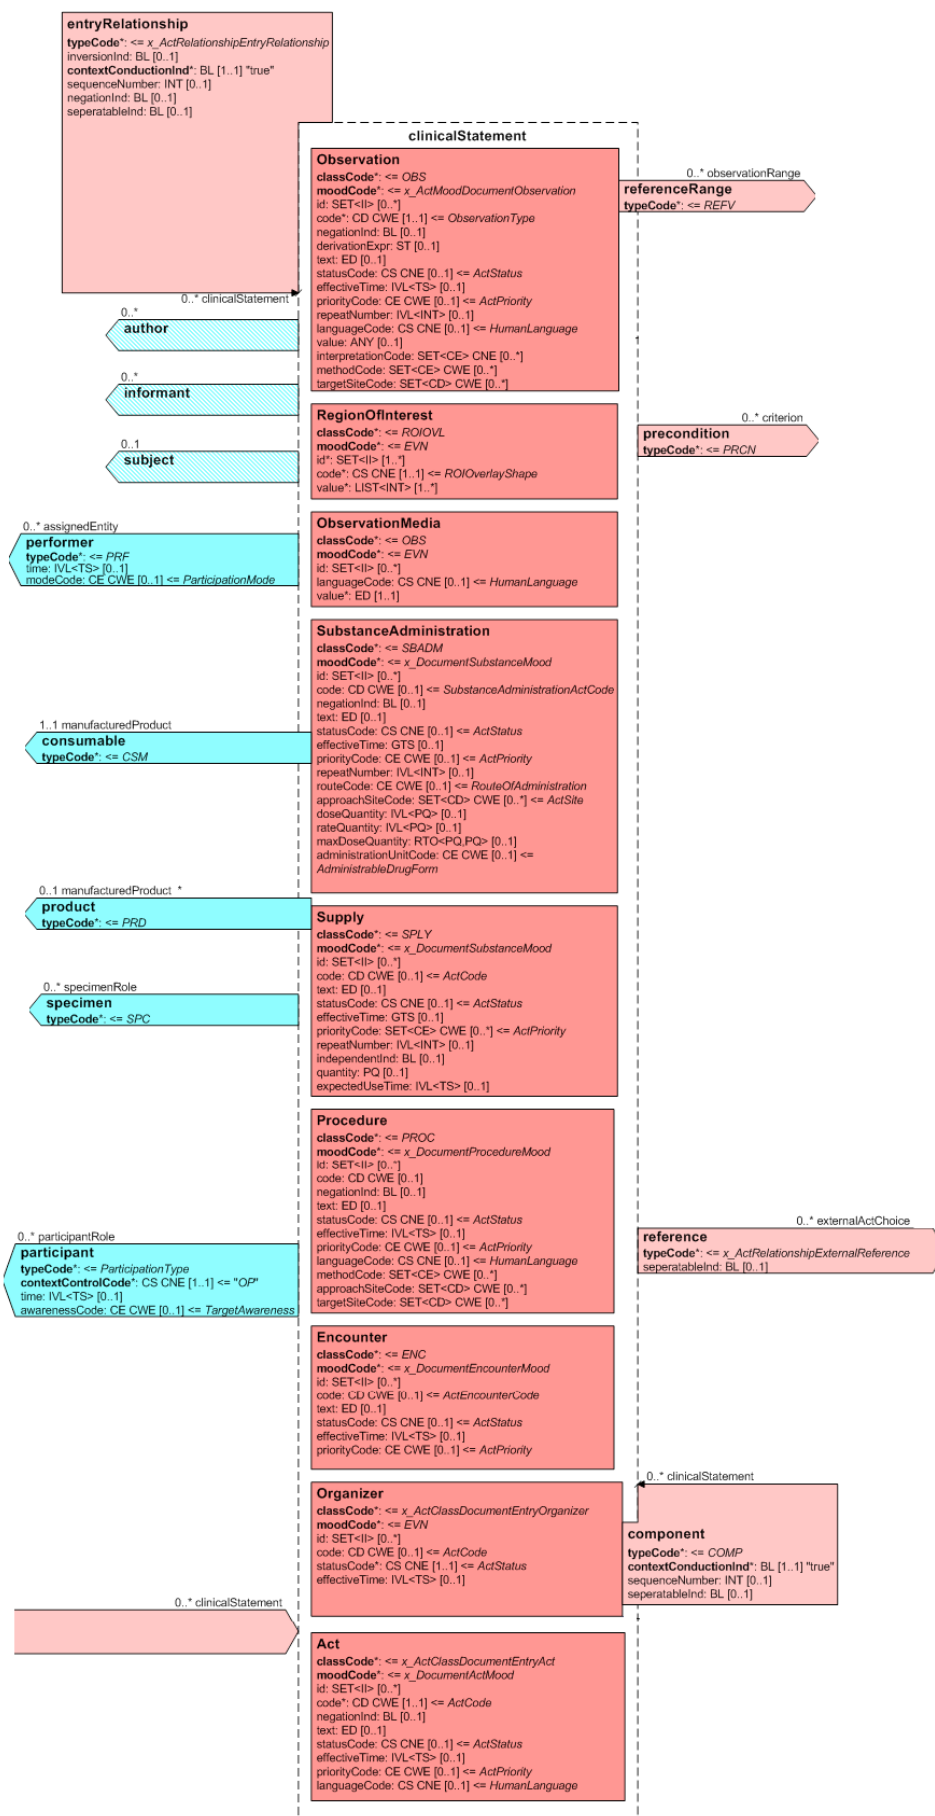 entryRelationship
typeCode*: <= x_ActRelationshipEntryRelationship
inversionInd: BL [0..1]
contextConductionInd*: BL [1..1] "true"
sequenceNumber: INT [0..1]
negationInd: BL [0..1]
seperatableInd: BL [0..1]
0..* clinicalStatement
clinicalStatement
Observation
classCode*: <= OBS
moodCode*: <= x_ActMoodDocumentObservation
id: SET<II> [0..*]
code*: CD CWE [1..1] <= ObservationType
negationInd: BL [0..1]
derivationExpr: ST [0..1]
text: ED [0..1]
statusCode: CS CNE [0..1] <= ActStatus
effectiveTime: IVL<TS> [0..1]
priorityCode: CE CWE [0..1] <= ActPriority
repeatNumber: IVL<INT> [0..1]
languageCode: CS CNE [0..1] <= HumanLanguage
value: ANY [0..1]
interpretationCode: SET<CE> CNE [0..*]
methodCode: SET<CE> CWE [0..*]
targetSiteCode: SET<CD> CWE [0..*]
0..* observationRange
referenceRange
typeCode*: <= REFV
0..*
author
0..*
informant
0..1
subject
RegionOfInterest
classCode*: <= ROIOVL
moodCode*: <= EVN
id*: SET<II> [1..*]
code*: CS CNE [1..1] <= ROIOverlayShape
value*: LIST<INT> [1..*]
0..* criterion
precondition
typeCode*: <= PRCN
0..* assignedEntity
performer
typeCode*: <= PRF
time: IVL<TS> [0..1]
modeCode: CE CWE [0..1] <= ParticipationMode
ObservationMedia
classCode*: <= OBS
moodCode*: <= EVN
id: SET<II> [0..*]
languageCode: CS CNE [0..1] <= HumanLanguage
value*: ED [1..1]
SubstanceAdministration
classCode*: <= SBADM
moodCode*: <= x_DocumentSubstanceMood
id: SET<II> [0..*]
code: CD CWE [0..1] <= SubstanceAdministrationActCode
negationInd: BL [0..1]
text: ED [0..1]
statusCode: CS CNE [0..1] <= ActStatus
effectiveTime: GTS [0..1]
priorityCode: CE CWE [0..1] <= ActPriority
repeatNumber: IVL<INT> [0..1]
routeCode: CE CWE [0..1] <= RouteOfAdministration
approachSiteCode: SET<CD> CWE [0..*] <= ActSite
doseQuantity: IVL<PQ> [0..1]
rateQuantity: IVL<PQ> [0..1]
maxDoseQuantity: RTO<PQ,PQ> [0..1]
administrationUnitCode: CE CWE [0..1] <=
AdministrableDrugForm
1..1 manufacturedProduct
consumable
typeCode*: <= CSM
0..1 manufacturedProduct *
product
typeCode*: <= PRD
Supply
classCode*: <= SPLY
moodCode*: <= x_DocumentSubstanceMood
id: SET<II> [0..*]
code: CD CWE [0..1] <= ActCode
text: ED [0..1]
statusCode: CS CNE [0..1] <= ActStatus
effectiveTime: GTS [0..1]
priorityCode: SET<CE> CWE [0..*] <= ActPriority
repeatNumber: IVL<INT> [0..1]
independentInd: BL [0..1]
quantity: PQ [0..1]
expectedUseTime: IVL<TS> [0..1]
0..* specimenRole
specimen
typeCode*: <= SPC
Procedure
classCode*: <= PROC
moodCode*: <= x_DocumentProcedureMood
id: SET<II> [0..*]
code: CD CWE [0..1]
negationInd: BL [0..1]
text: ED [0..1]
statusCode: CS CNE [0..1] <= ActStatus
effectiveTime: IVL<TS> [0..1]
priorityCode: CE CWE [0..1] <= ActPriority
languageCode: CS CNE [0..1] <= HumanLanguage
methodCode: SET<CE> CWE [0..*]
approachSiteCode: SET<CD> CWE [0..*]
targetSiteCode: SET<CD> CWE [0..*]
0..* externalActChoice
reference
typeCode*: <= x_ActRelationshipExternalReference
seperatableInd: BL [0..1]
0..* participantRole
participant
typeCode*: <= ParticipationType
contextControlCode*: CS CNE [1..1] <= "OP"
time: IVL<TS> [0..1]
awarenessCode: CE CWE [0..1] <= TargetAwareness
Encounter
classCode*: <= ENC
moodCode*: <= x_DocumentEncounterMood
id: SET<II> [0..*]
code: CD CWE [0..1] <= ActEncounterCode
text: ED [0..1]
statusCode: CS CNE [0..1] <= ActStatus
effectiveTime: IVL<TS> [0..1]
priorityCode: CE CWE [0..1] <= ActPriority
Organizer
classCode*: <= x_ActClassDocumentEntryOrganizer
moodCode*: <= EVN
id: SET<II> [0..*]
code: CD CWE [0..1] <= ActCode
statusCode*: CS CNE [1..1] <= ActStatus
effectiveTime: IVL<TS> [0..1]
0..* clinicalStatement
component
typeCode*: <= COMP
contextConductionInd*: BL [1..1] "true"
sequenceNumber: INT [0..1]
seperatableInd: BL [0..1]
0..* clinicalStatement
Act
classCode*: <= x_ActClassDocumentEntryAct
moodCode*: <= x_DocumentActMood
id: SET<II> [0..*]
code*: CD CWE [1..1] <= ActCode
negationInd: BL [0..1]
text: ED [0..1]
statusCode: CS CNE [0..1] <= ActStatus
effectiveTime: IVL<TS> [0..1]
priorityCode: CE CWE [0..1] <= ActPriority
languageCode: CS CNE [0..1] <= HumanLanguage